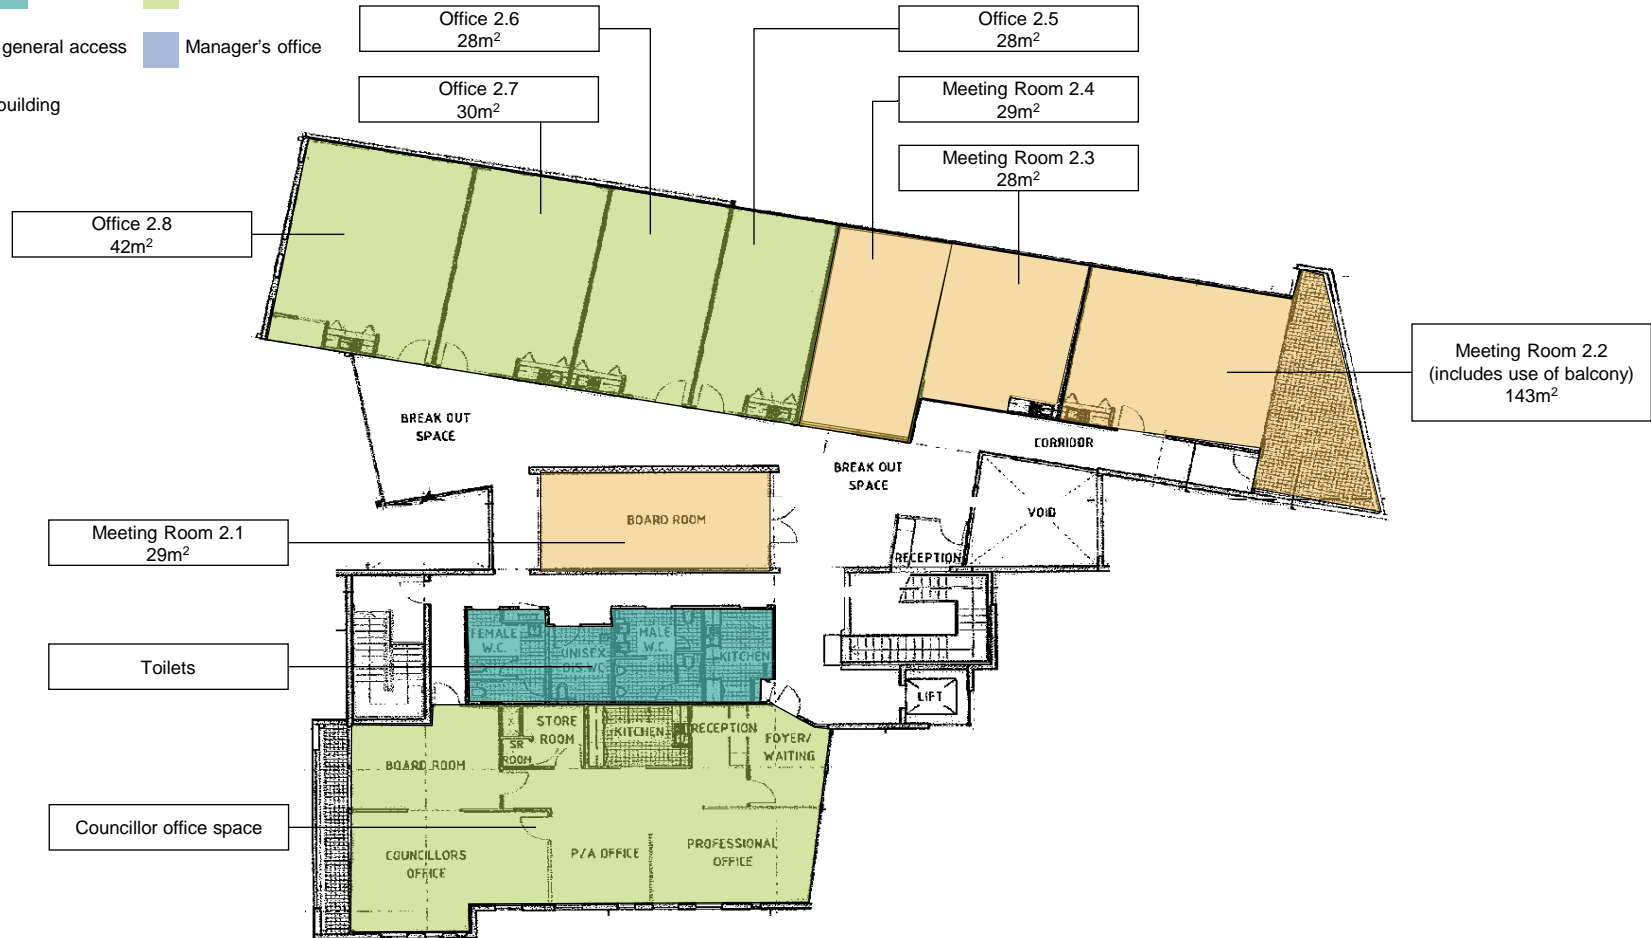 Office 2.6
28m²
Office 2.5
28m²
general access
Manager's office
Office 2.7
30m²
Meeting Room 2.4
29m²
building
Meeting Room 2.3
28m²
Office 2.8
42m²
Meeting Room 2.2
(includes use of balcony)
143m²
BREAK OUT
SPACE
CORRIDOR
BREAK OUT
SPACE
Meeting Room 2.1
29m²
BOARD ROOM
VOID
RECEPTION
FEMALE
W.C.
UNISEX
DIS WC
MALE
W.C.
KITCHEN
Toilets
LIFT
STORE
ROOM
SR
ROOM
KITCHEN
RECEPTION
FOYER/
WAITING
BOARD ROOM
Councillor office space
COUNCILLORS
OFFICE
P/A OFFICE
PROFESSIONAL
OFFICE